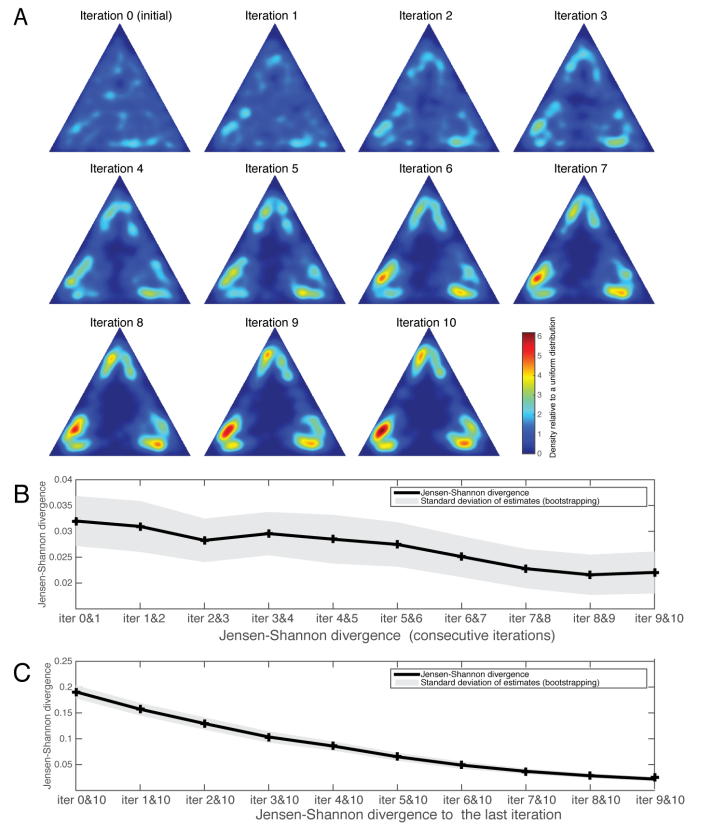 A
Iteration 0 (initial)
Iteration 1
Iteration 2
Iteration 3
Iteration 4
Iteration 5
Iteration 6
Iteration 7
Iteration 8
Iteration 9
Iteration 10
6
5
4
3
2
1
0
Density relative to a uniform distribution
B
Jensen-Shannon divergence
0.04
0.035
0.03
0.025
0.02
Jensen-Shannon divergence
Standard deviation of estimates (bootstrapping)
iter 0&1 iter 1&2 iter 2&3 iter 3&4 iter 4&5 iter 5&6 iter 6&7 iter 7&8 iter 8&9 iter 9&10
Jensen-Shannon divergence (consecutive iterations)
C
Jensen-Shannon divergence
0.25
0.2
0.15
0.1
0.05
Jensen-Shannon divergence
Standard deviation of estimates (bootstrapping)
iter 0&10 iter 1&10 iter 2&10 iter 3&10 iter 4&10 iter 5&10 iter 6&10 iter 7&10 iter 8&10 iter 9&10
Jensen-Shannon divergence to the last iteration